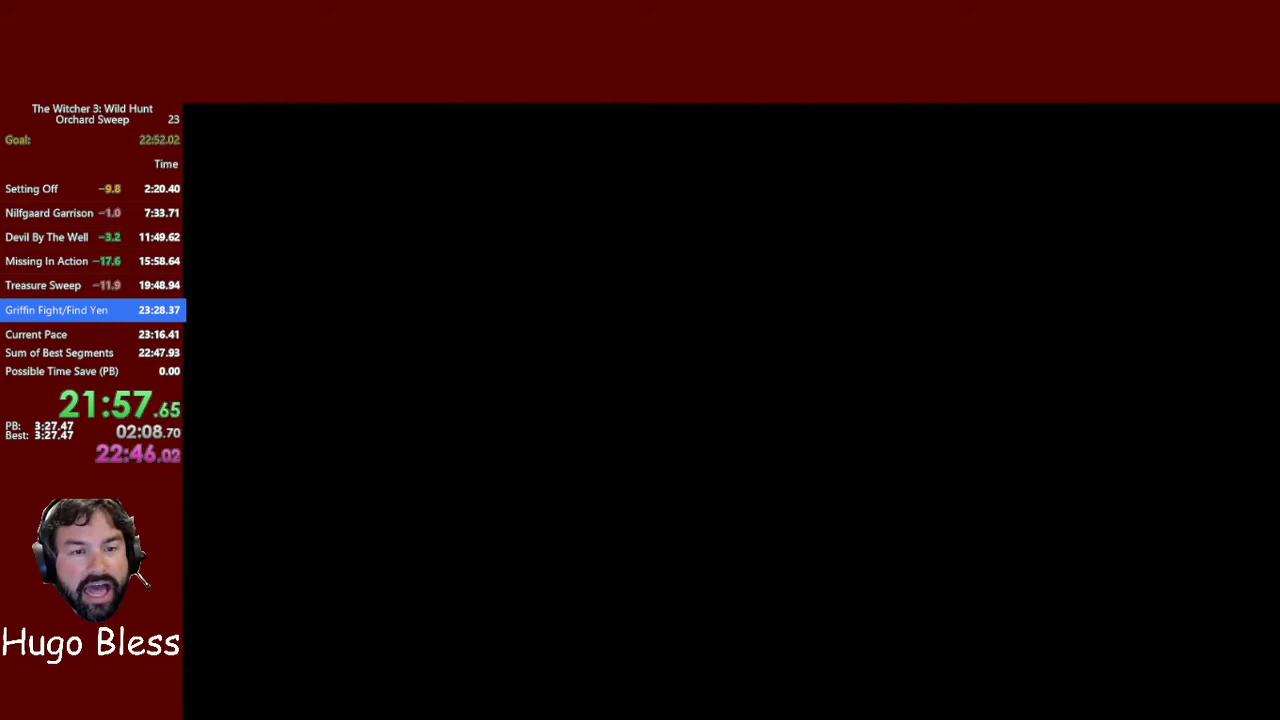 The Witcher 3: Wild Hunt
Orchard Sweep 23
Goal: 22:52.02
Time
Setting Off −9.8 2:20.40
Nilfgaard Garrison −1.0 7:33.71
Devil By The Well −3.2 11:49.62
Missing In Action −17.6 15:58.64
Treasure Sweep −11.9 19:48.94
Griffin Fight/Find Yen 23:28.37
Current Pace 23:16.41
Sum of Best Segments 22:47.93
Possible Time Save (PB) 0.00
21:57.65
PB: 3:27.47
Best: 3:27.47
02:08.70
22:46.02
Hugo Bless